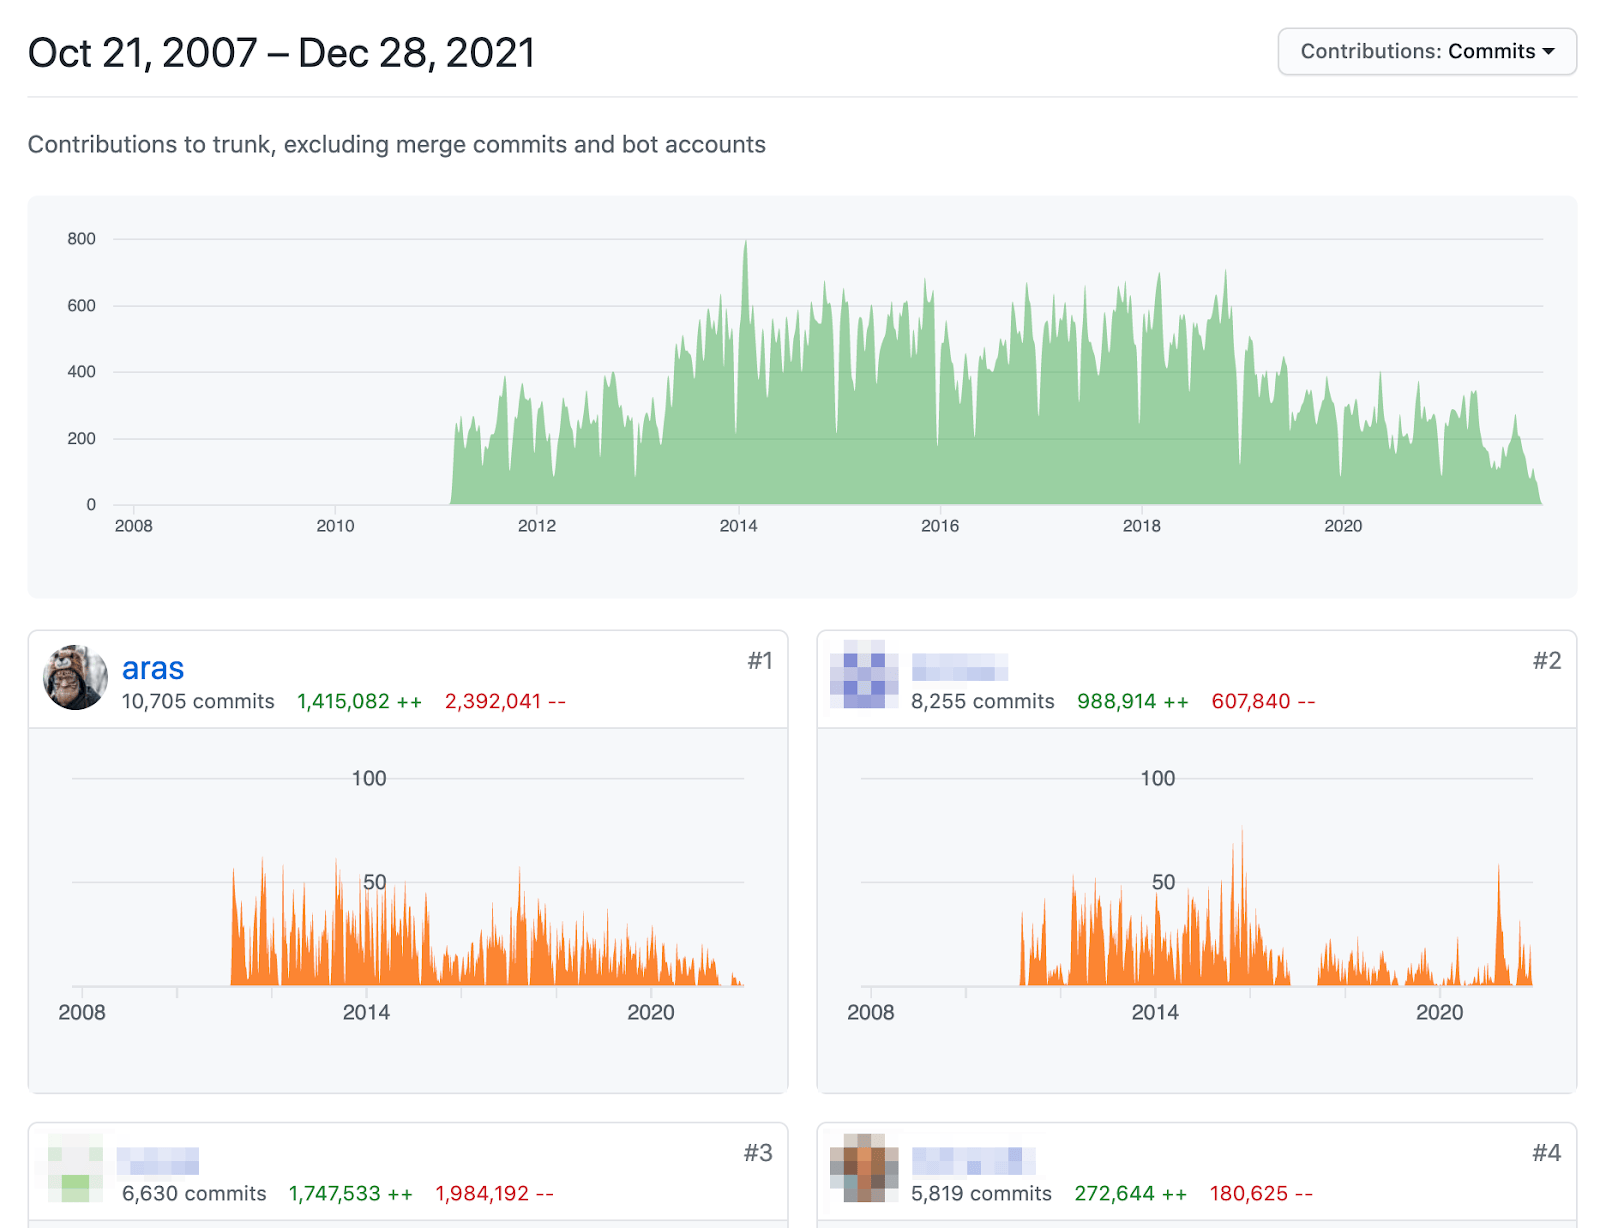 Oct 21, 2007 – Dec 28, 2021
Contributions: Commits
Contributions to trunk, excluding merge commits and bot accounts
800
600
400
200
0
2008 2010 2012 2014 2016 2018 2020
aras
#1
10,705 commits 1,415,082 ++ 2,392,041 --
100
50
2008 2014 2020
#2
8,255 commits 988,914 ++ 607,840 --
100
50
2008 2014 2020
#3
6,630 commits 1,747,533 ++ 1,984,192 --
#4
5,819 commits 272,644 ++ 180,625 --